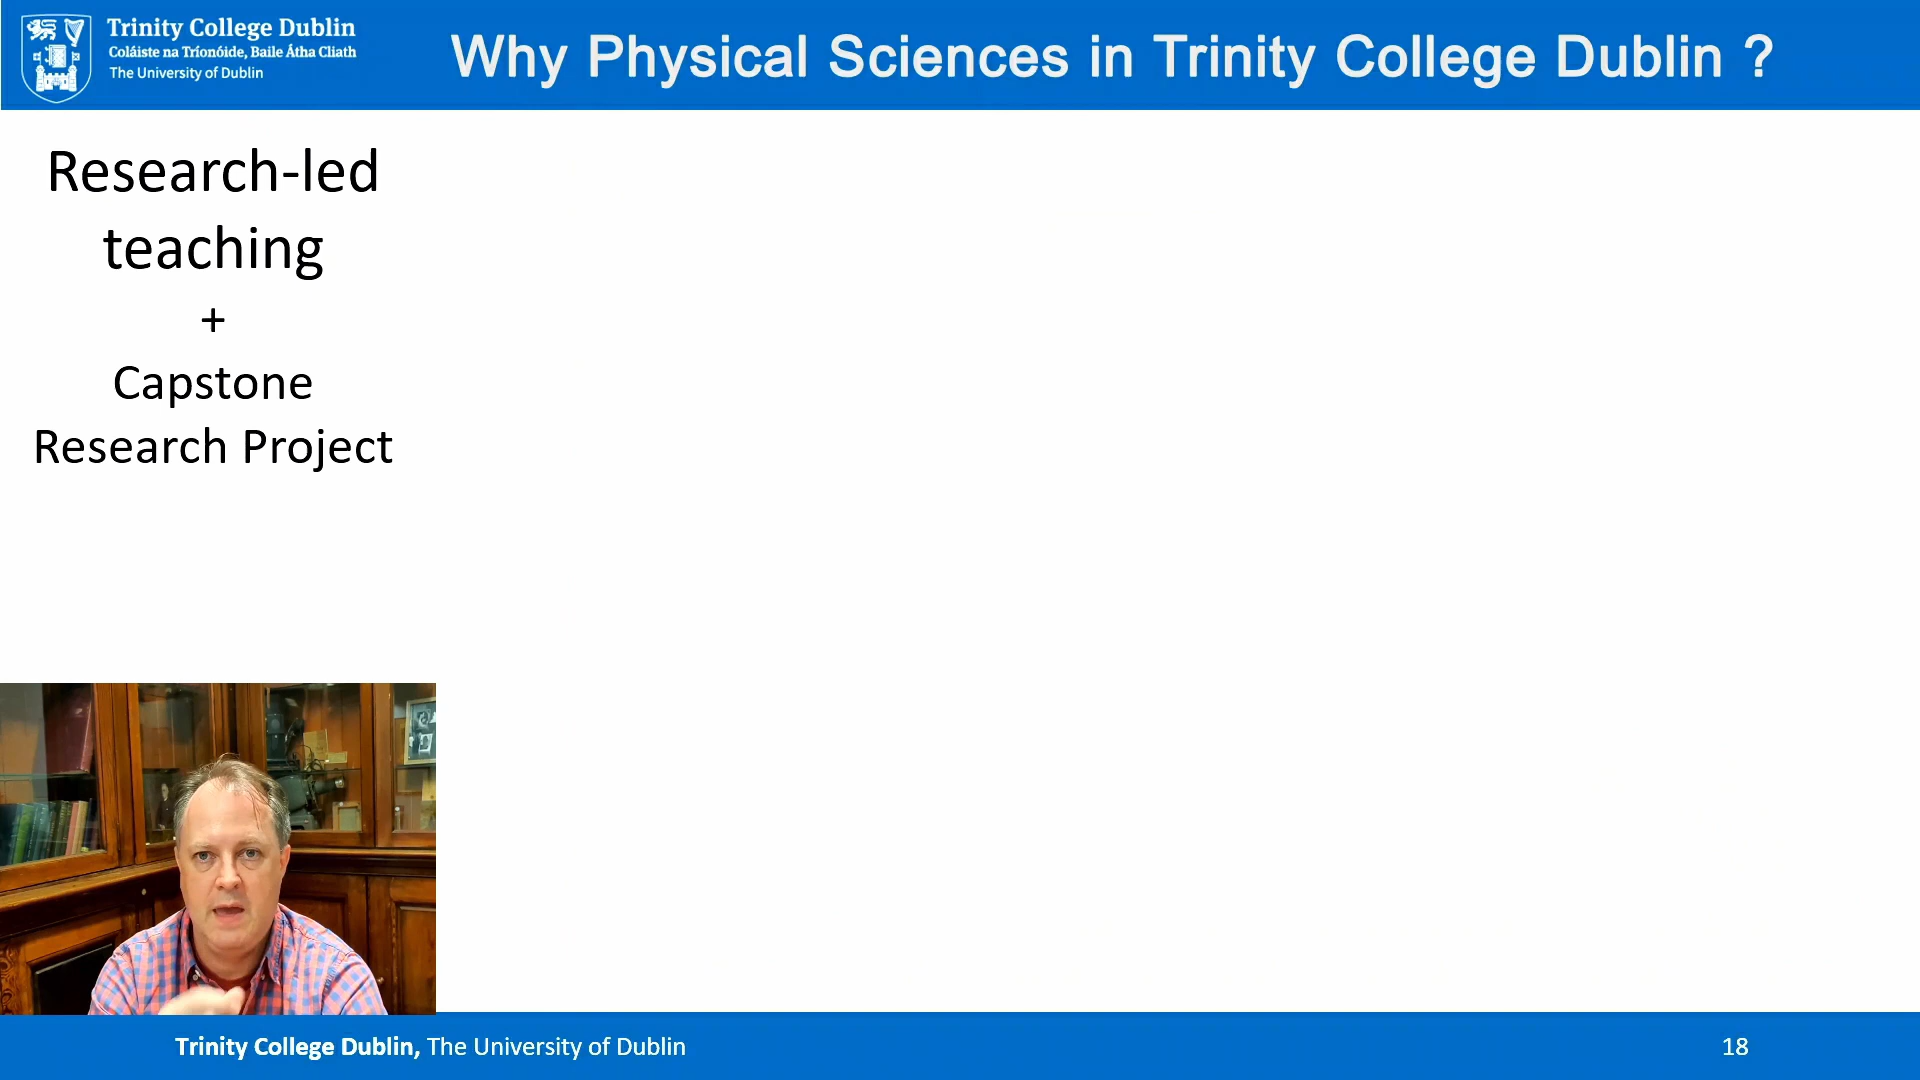 Trinity College Dublin
Coláiste na Tríonóide, Baile Átha Cliath
The University of Dublin
Why Physical Sciences in Trinity College Dublin ?
Research-led
teaching
+
Capstone
Research Project
Trinity College Dublin, The University of Dublin
18